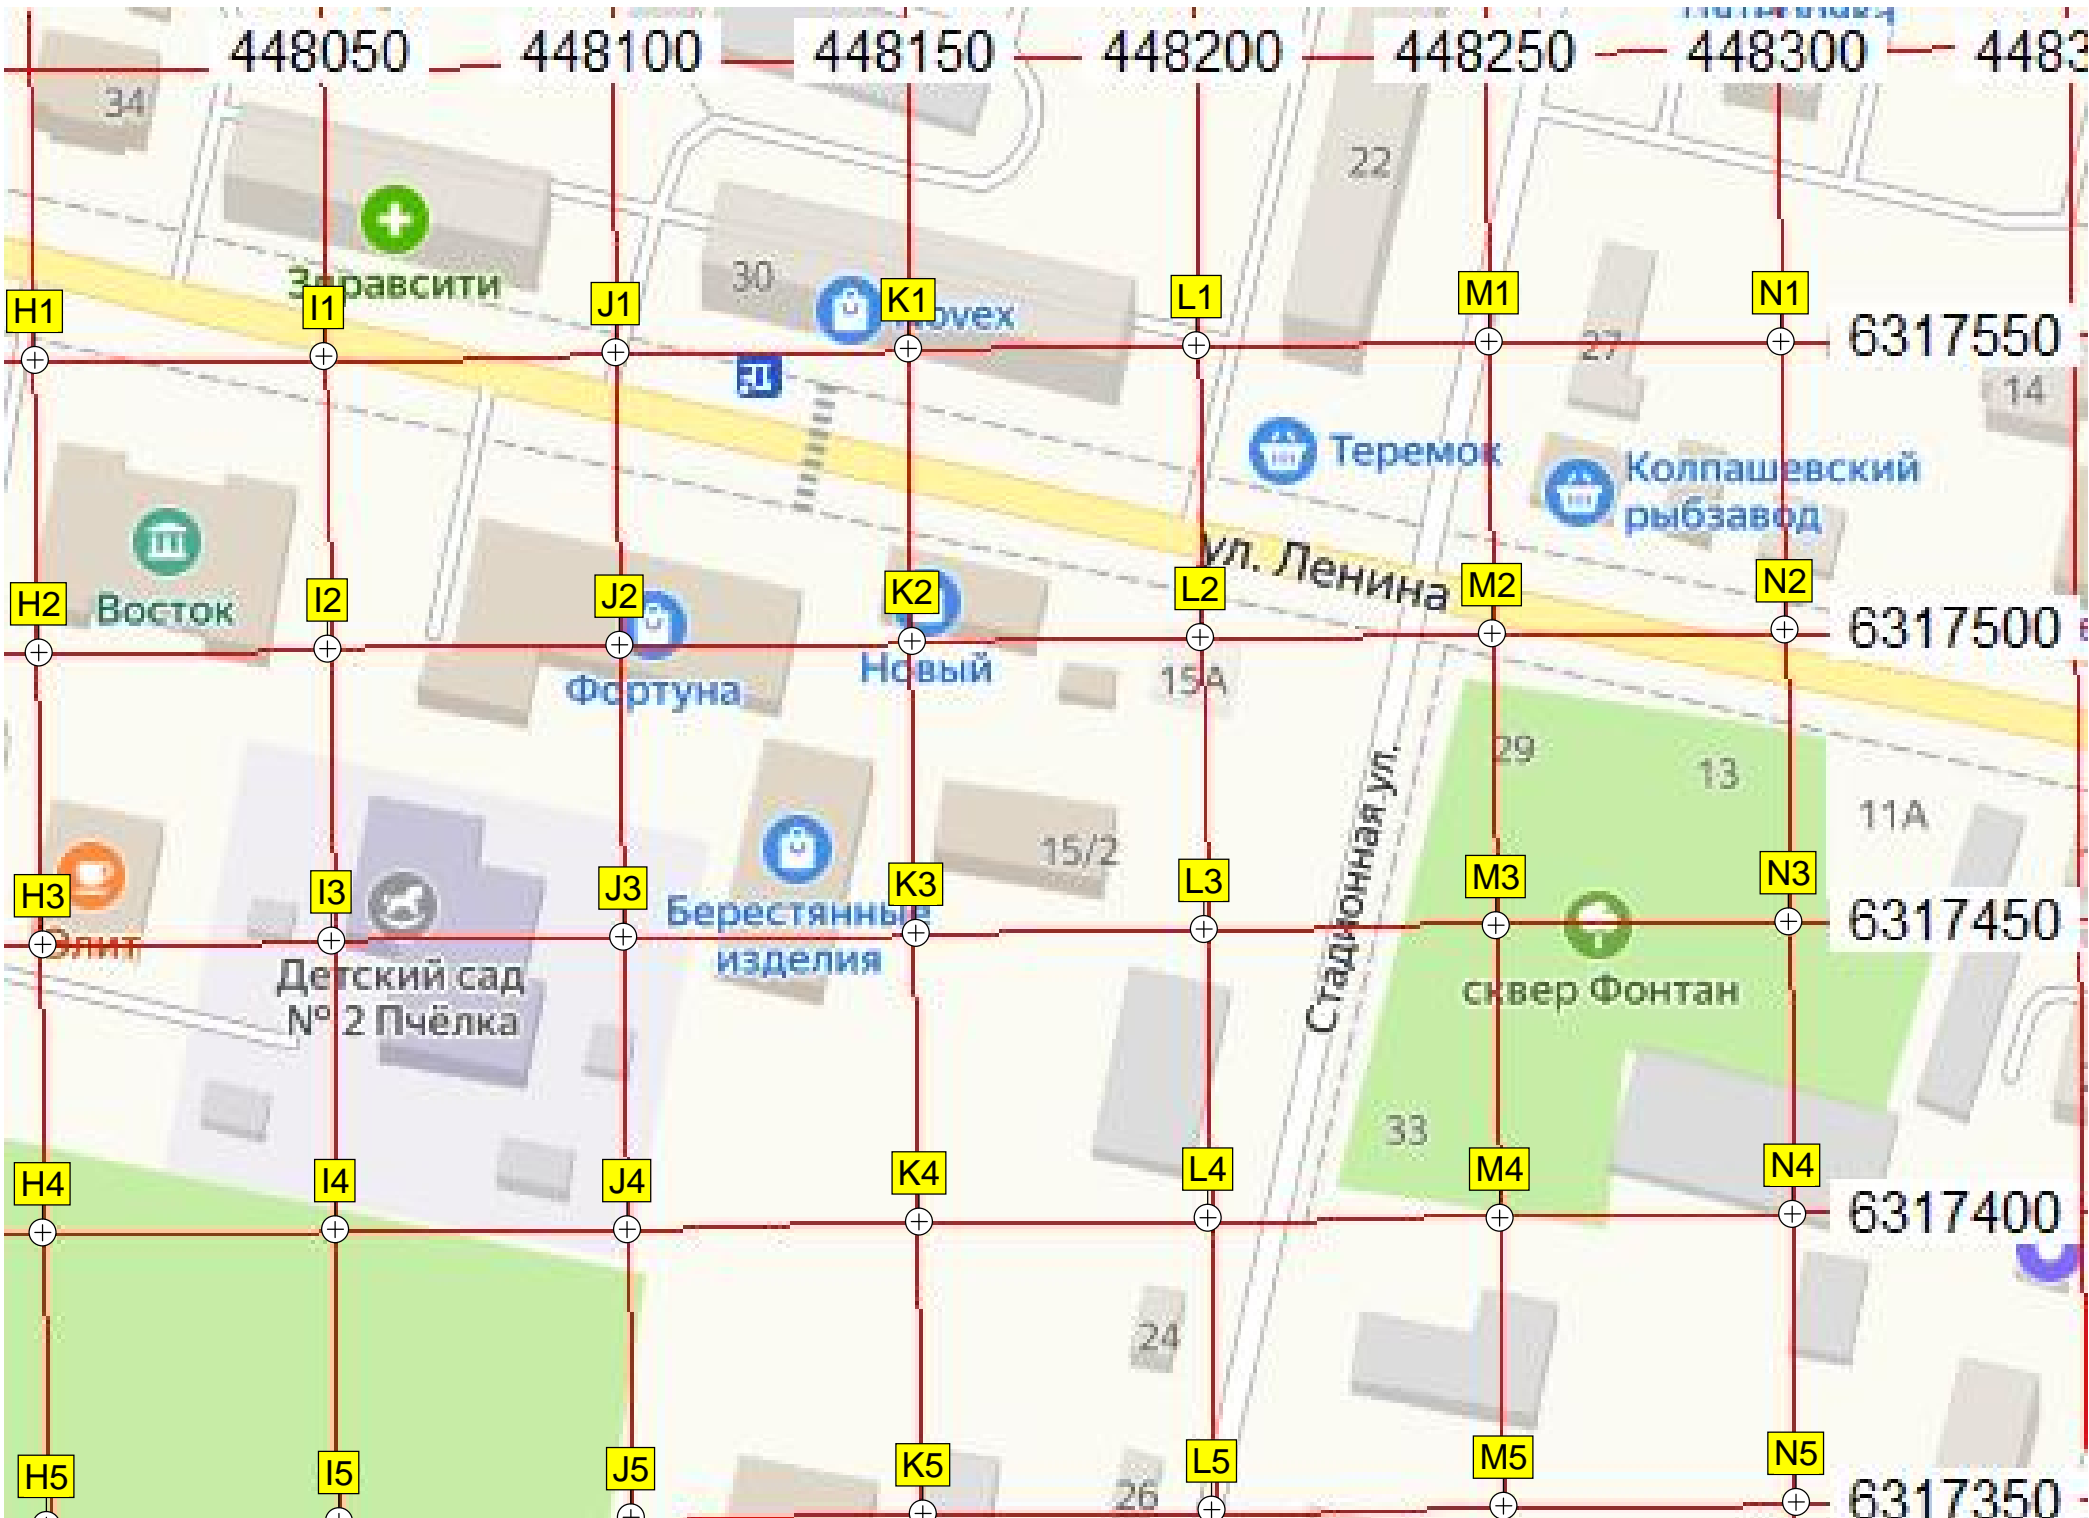 448050 448100 448150 448200 448250 448300 4483
34
22
Здравсити
30
Novex
H1 I1 J1 K1 L1 M1 N1
6317550
27
14
Теремок
Колпашевский
рыбзавод
ул. Ленина
Восток
H2 I2 J2 K2 L2 M2 N2
6317500
Фортуна
Новый
15А
29
13
11А
Стадионная ул.
15/2
H3 I3 J3 K3 L3 M3 N3
6317450
Элит
Берестянные
изделия
Детский сад
№ 2 Пчёлка
сквер Фонтан
33
H4 I4 J4 K4 L4 M4 N4
6317400
24
H5 I5 J5 K5 L5 M5 N5
26
6317350